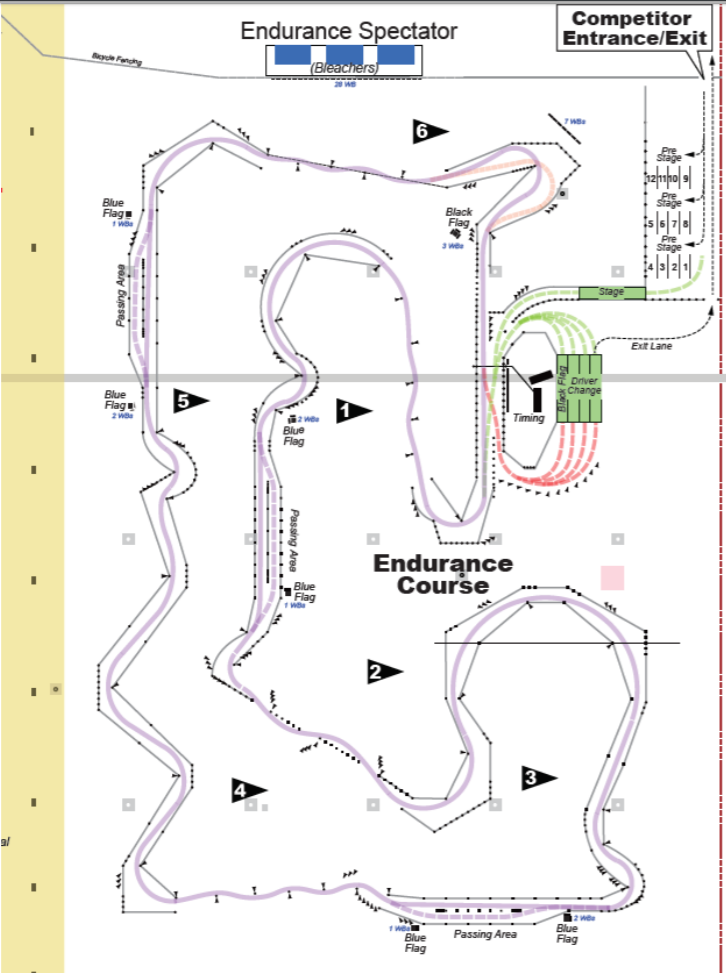 Endurance Spectator
(Bleachers)
28 WB
Bicycle Fencing
Competitor
Entrance/Exit
6
7 WBs
Pre
Stage
12 11 10 9
Pre
Stage
5 6 7 8
Pre
Stage
4 3 2 1
Blue
Flag
1 WBs
Black
Flag
3 WBs
Passing Area
Stage
Exit Lane
Black Flag
Driver
Change
Timing
Blue
Flag
2 WBs
5
1
2 WBs
Blue
Flag
Passing Area
Endurance
Course
Blue
Flag
1 WBs
2
3
4
al
1 WBs
Blue
Flag
Passing Area
2 WBs
Blue
Flag